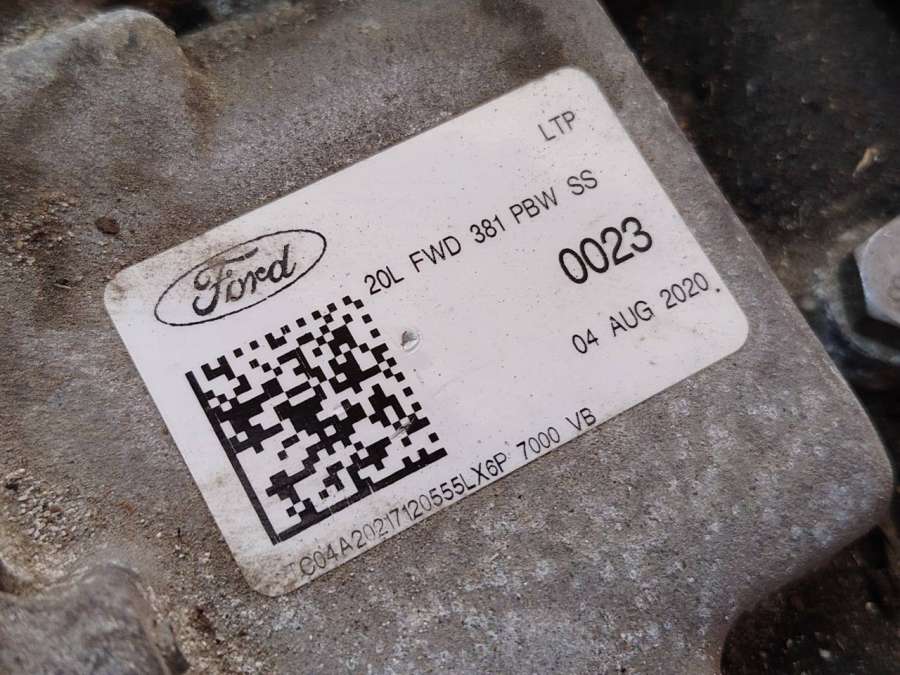 LTP
Ford
20L FWD 381 PBW SS
0023
04 AUG 2020
TC04A20217120555LX6P 7000 VB